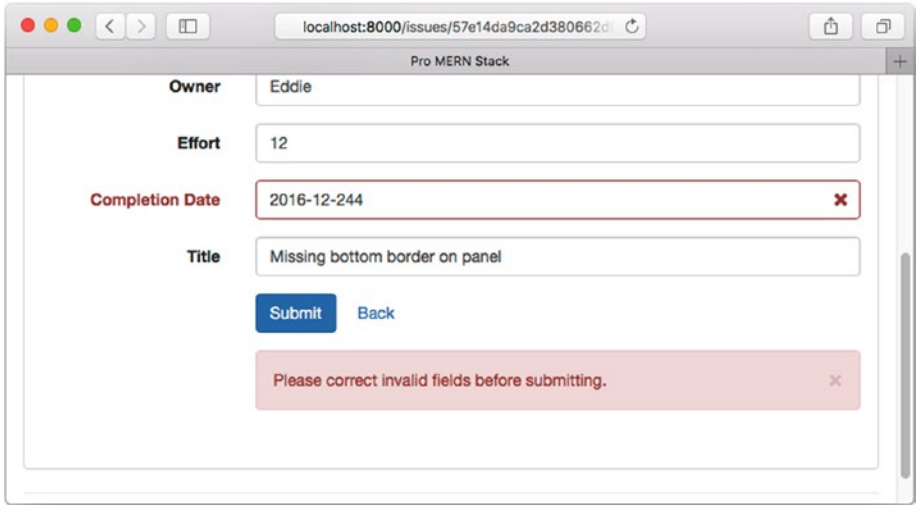 localhost:8000/issues/57e14da9ca2d380662d
Pro MERN Stack
Owner Eddie
Effort 12
Completion Date 2016-12-244
Title Missing bottom border on panel
Submit Back
Please correct invalid fields before submitting.